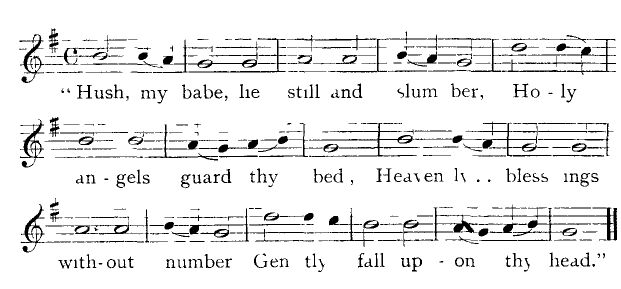 “Hush, my babe, lie still and slum ber, Ho - ly
an - gels guard thy bed, Heaven ly . . bless ings
with-out number Gen tly fall up - on thy head.”